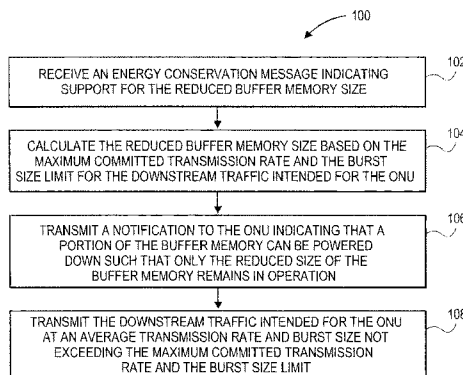 100
RECEIVE AN ENERGY CONSERVATION MESSAGE INDICATING
SUPPORT FOR THE REDUCED BUFFER MEMORY SIZE
102
CALCULATE THE REDUCED BUFFER MEMORY SIZE BASED ON THE
MAXIMUM COMMITTED TRANSMISSION RATE AND THE BURST
SIZE LIMIT FOR THE DOWNSTREAM TRAFFIC INTENDED FOR THE ONU
104
TRANSMIT A NOTIFICATION TO THE ONU INDICATING THAT A
PORTION OF THE BUFFER MEMORY CAN BE POWERED
DOWN SUCH THAT ONLY THE REDUCED SIZE OF THE
BUFFER MEMORY REMAINS IN OPERATION
106
TRANSMIT THE DOWNSTREAM TRAFFIC INTENDED FOR THE ONU
AT AN AVERAGE TRANSMISSION RATE AND BURST SIZE NOT
EXCEEDING THE MAXIMUM COMMITTED TRANSMISSION
RATE AND THE BURST SIZE LIMIT
108